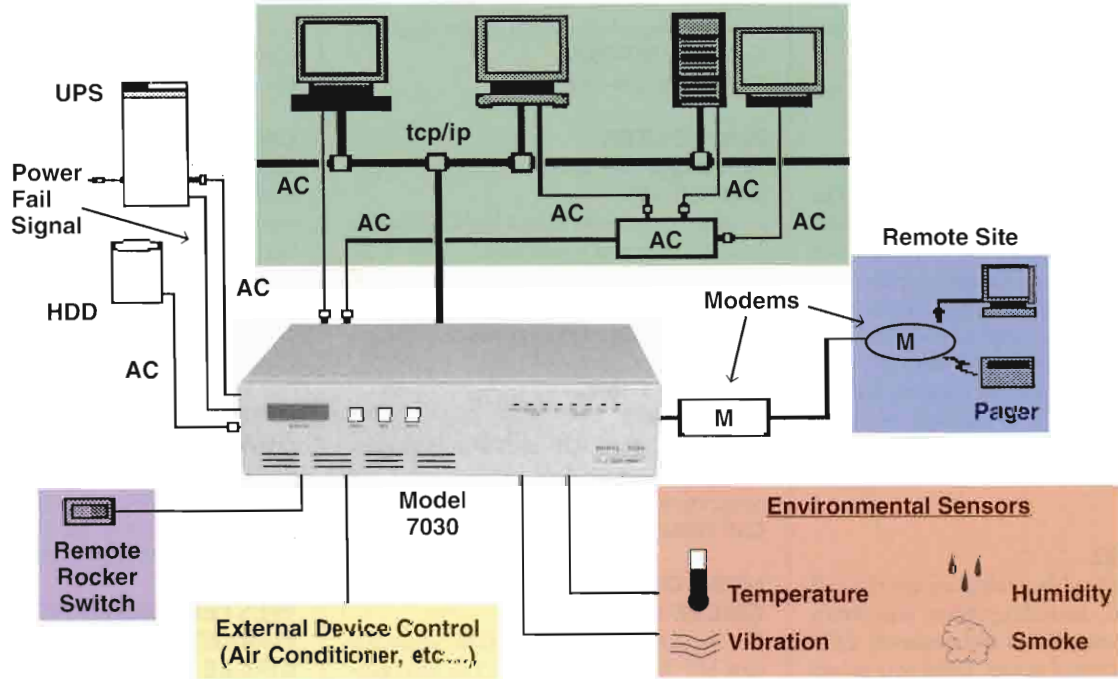 UPS
tcp/ip
Power
Fail
Signal
AC
AC
AC
AC
AC
AC
HDD
AC
AC
Remote Site
Modems
M
M
Pager
Model
7030
Remote
Rocker
Switch
External Device Control
(Air Conditioner, etc....)
Environmental Sensors
Temperature
Humidity
Vibration
Smoke